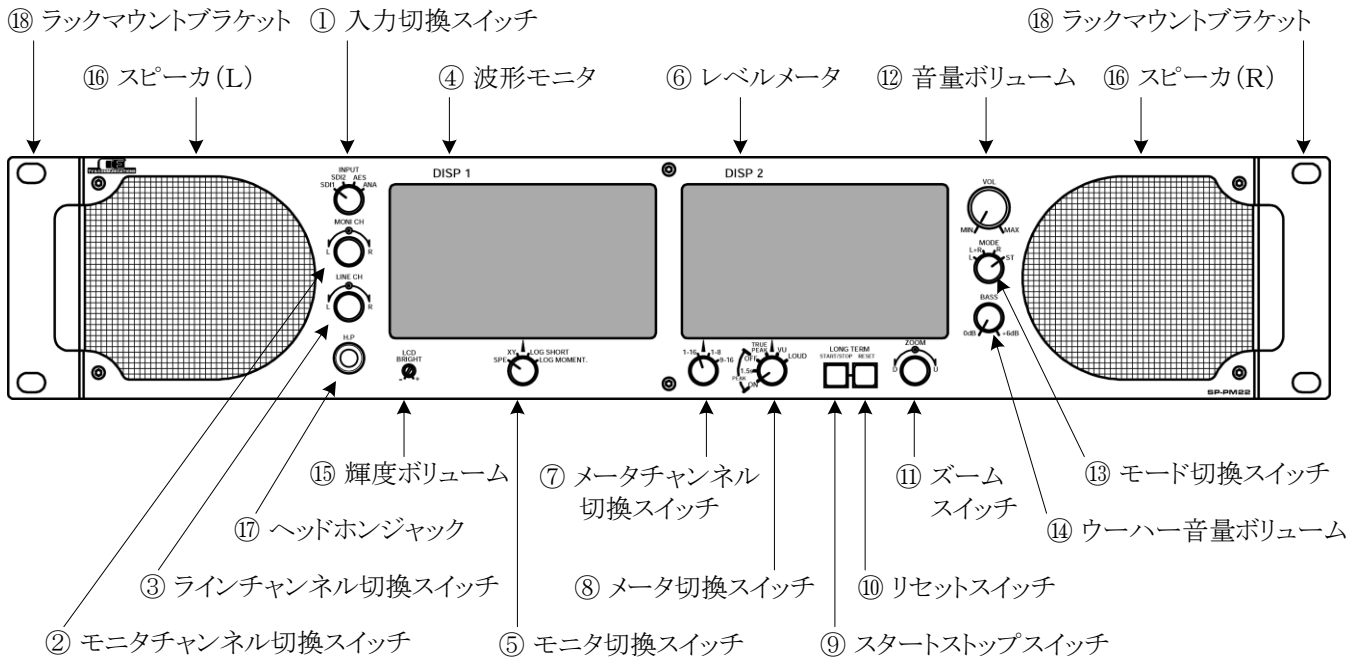 ⑱ ラックマウントブラケット ① 入力切換スイッチ ⑱ ラックマウントブラケット
⑯ スピーカ(L) ④ 波形モニタ ⑥ レベルメータ ⑫ 音量ボリューム ⑯ スピーカ(R)
INPUT
SDI1 SDI2 AES ANA
DISP 1
DISP 2
VOL
MIN MAX
MONI CH
L R
MODE
L L+R R ST
LINE CH
L R
BASS
0dB +6dB
H.P
LCD
BRIGHT
- +
SPE XY LOG SHORT
LOG MOMENT.
1-16 1-8
9-16
TRUE
PEAK VU
OFF LOUD
1.5s
PEAK
ON
LONG TERM
START/STOP RESET
ZOOM
D U
SP-PM22
⑮ 輝度ボリューム
⑦ メータチャンネル
切換スイッチ
⑪ ズーム
スイッチ
⑬ モード切換スイッチ
⑰ ヘッドホンジャック
⑭ ウーハー音量ボリューム
③ ラインチャンネル切換スイッチ
⑧ メータ切換スイッチ
⑩ リセットスイッチ
② モニタチャンネル切換スイッチ
⑤ モニタ切換スイッチ
⑨ スタートストップスイッチ